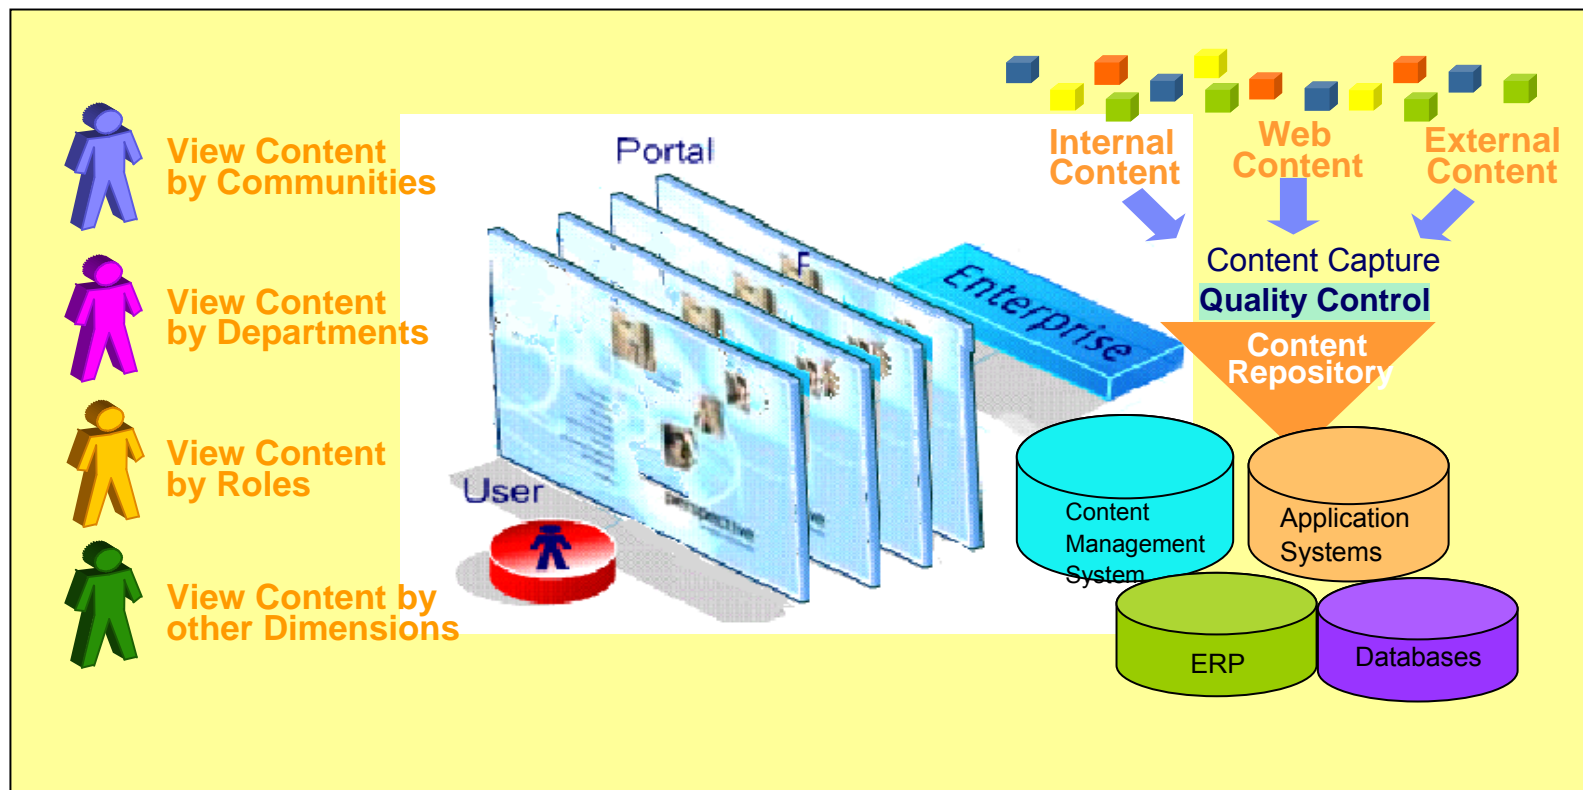 View Content
by Communities
View Content
by Departments
View Content
by Roles
View Content by
other Dimensions
Portal
User
perspective
Enterprise
Internal
Content
Web
Content
External
Content
Content Capture
Quality Control
Content
Repository
Content
Management
System
Application
Systems
ERP
Databases